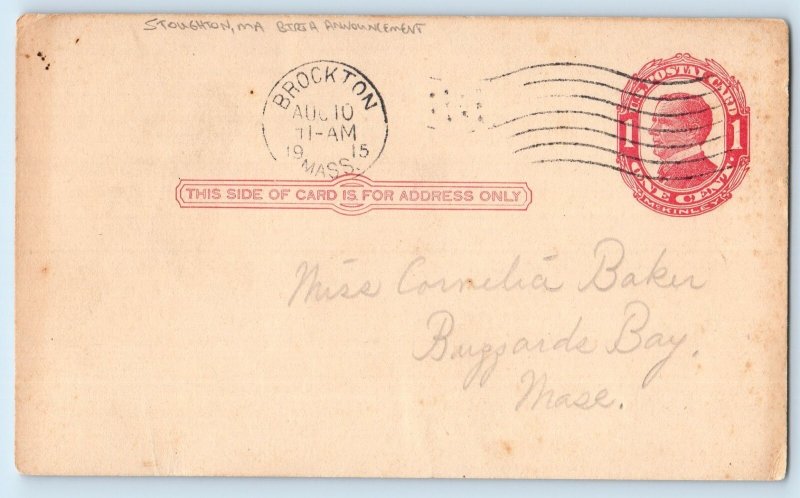 STOUGHTON, MA BIRTH ANNOUNCEMENT
BROCKTON
AUG 10
11-AM
19 15
MASS.
U.S. POSTAL CARD
1 1
ONE CENT.
McKINLEY
THIS SIDE OF CARD IS FOR ADDRESS ONLY
Miss Cornelia Baker
Buzzards Bay,
Mass.